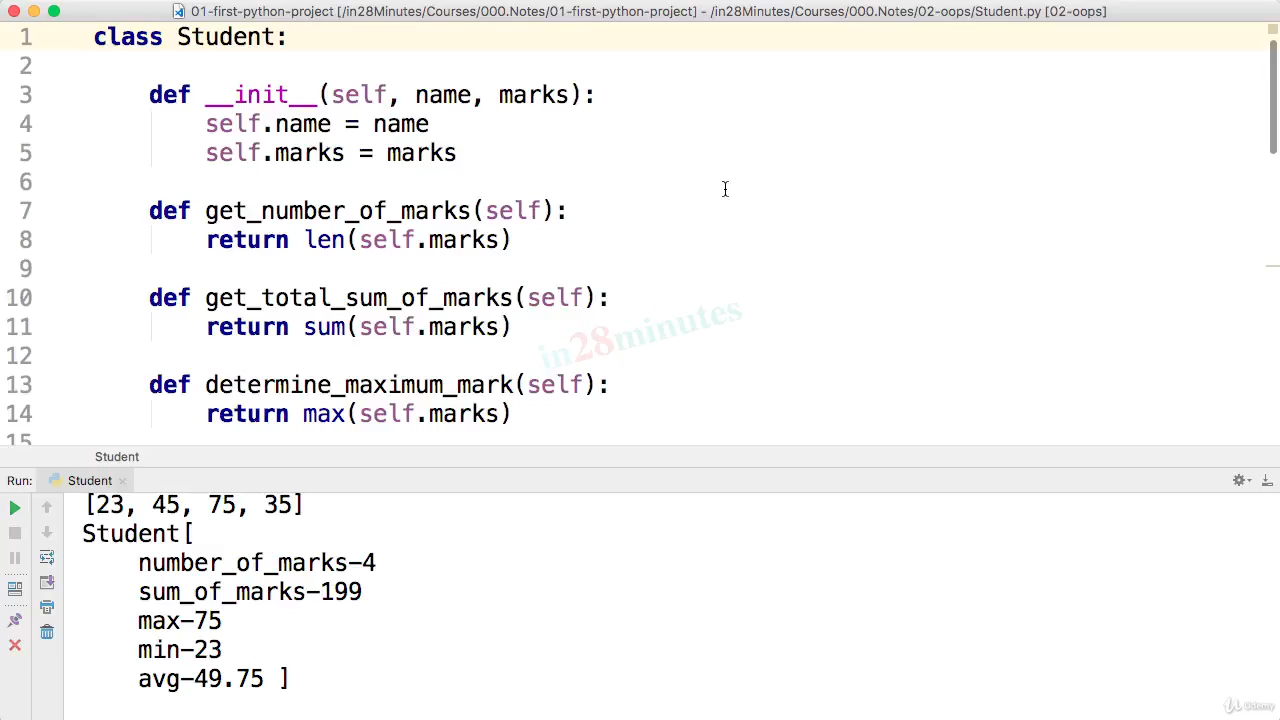 01-first-python-project [/in28Minutes/Courses/000.Notes/01-first-python-project] - /in28Minutes/Courses/000.Notes/02-oops/Student.py [02-oops]
1 class Student:
2
3 def __init__(self, name, marks):
4 self.name = name
5 self.marks = marks
6
7 def get_number_of_marks(self):
8 return len(self.marks)
9
10 def get_total_sum_of_marks(self):
11 return sum(self.marks)
in28minutes
12
13 def determine_maximum_mark(self):
14 return max(self.marks)
15
Student
Run: Student
[23, 45, 75, 35]
Student[
number_of_marks-4
sum_of_marks-199
max-75
min-23
avg-49.75 ]
Udemy